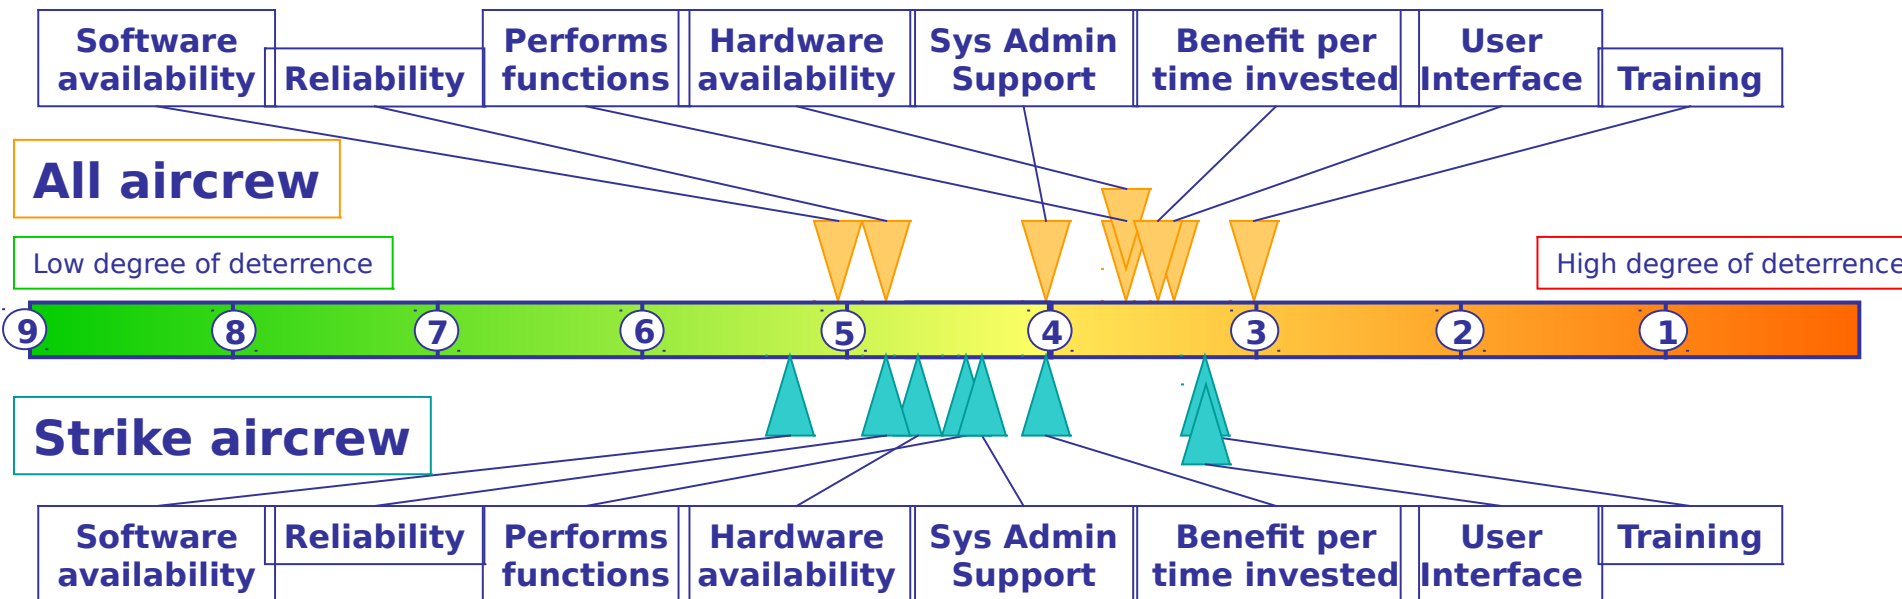 Software
availability
Reliability
Performs
functions
Hardware
availability
Sys Admin
Support
Benefit per
time invested
User
Interface
Training
All aircrew
Low degree of deterrence
High degree of deterrence
9 8 7 6 5 4 3 2 1
Strike aircrew
Software
availability
Reliability
Performs
functions
Hardware
availability
Sys Admin
Support
Benefit per
time invested
User
Interface
Training